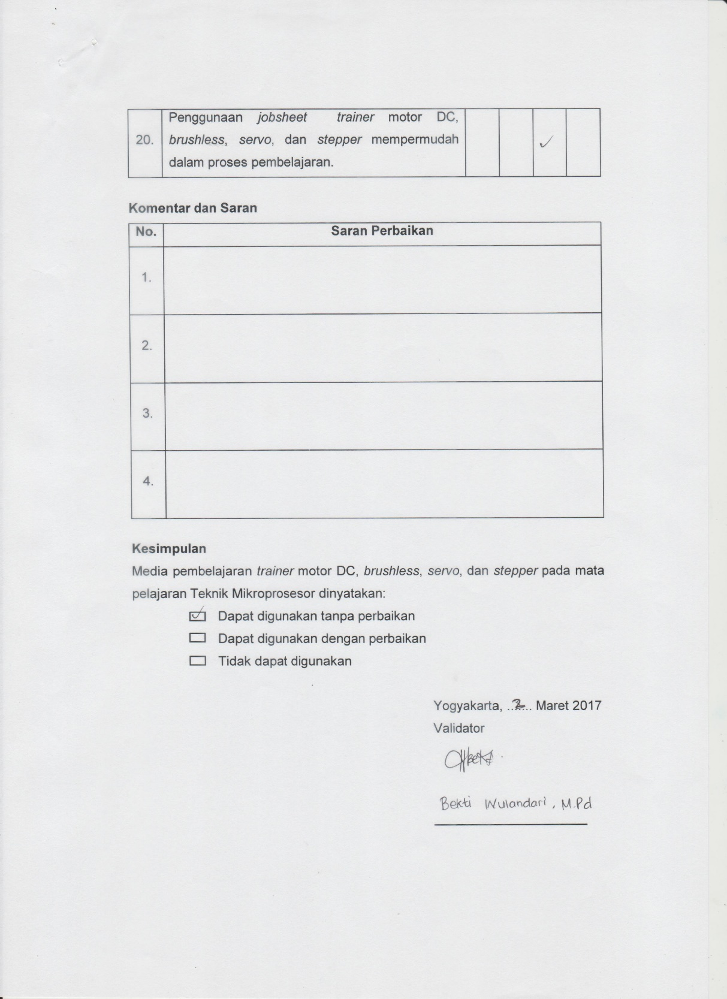 Penggunaan jobsheet trainer motor DC,
20. brushless, servo, dan stepper mempermudah
dalam proses pembelajaran.
Komentar dan Saran
No. Saran Perbaikan
1.
2.
3.
4.
Kesimpulan
Media pembelajaran trainer motor DC, brushless, servo, dan stepper pada mata
pelajaran Teknik Mikroprosesor dinyatakan:
Dapat digunakan tanpa perbaikan
Dapat digunakan dengan perbaikan
Tidak dapat digunakan
Yogyakarta, ..... Maret 2017
Validator
Bekti Wulandari, M.Pd